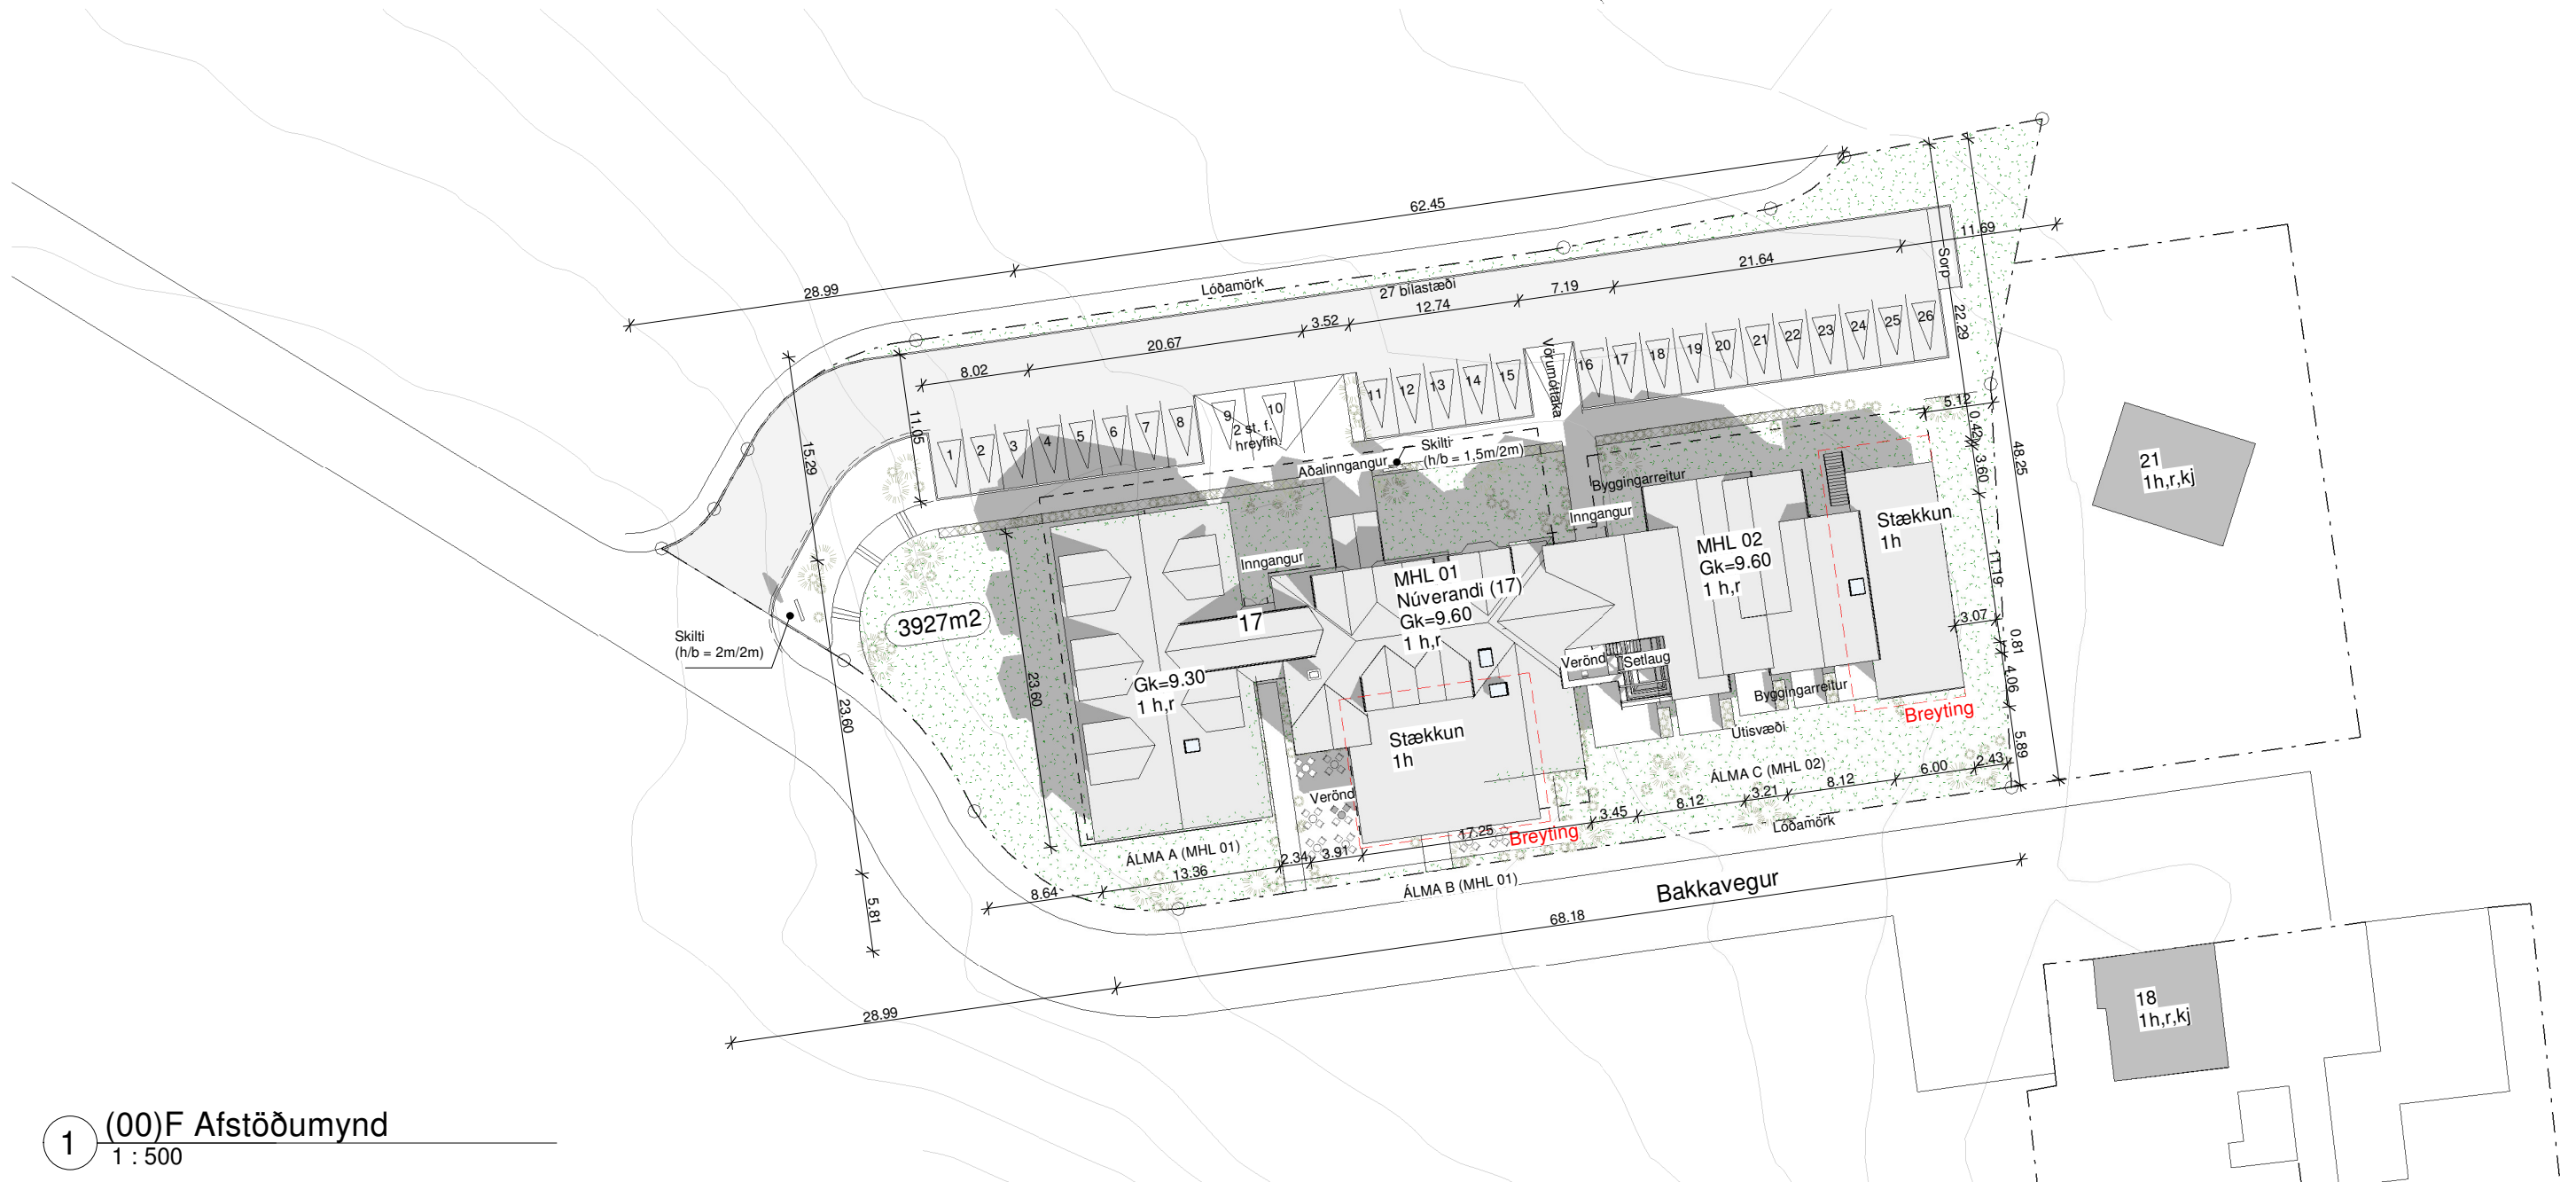 62.45
28.99
11.69
Sorp
21.64
7.19
27 bílastæði
12.74
3.52
20.67
8.02
Lóðamörk
22.29
48.25
15.29
11.05
1
2
3
4
5
6
7
8
9
10
2 st. f.
hreyfih.
11
12
13
14
15
Vörumóttaka
16
17
18
19
20
21
22
23
24
25
26
5.12
0.42
3.60
11.19
3.07
0.81
4.06
5.89
Skilti
(h/b = 1,5m/2m)
Aðalinngangur
Byggingarreitur
Inngangur
Inngangur
MHL 02
Gk=9.60
1 h,r
Stækkun
1h
MHL 01
Núverandi (17)
Gk=9.60
1 h,r
17
3927m2
Skilti
(h/b = 2m/2m)
Gk=9.30
1 h,r
23.60
23.60
5.81
Verönd
Setlaug
Byggingarreitur
Útisvæði
Breyting
Stækkun
1h
Verönd
ÁLMA C (MHL 02)
2.43
6.00
8.12
3.21
8.12
3.45
17.25
Breyting
Lóðamörk
ÁLMA A (MHL 01)
13.36
2.34
3.91
8.64
ÁLMA B (MHL 01)
Bakkavegur
68.18
28.99
21
1h,r,kj
18
1h,r,kj
1
(00)F Afstöðumynd
1 : 500